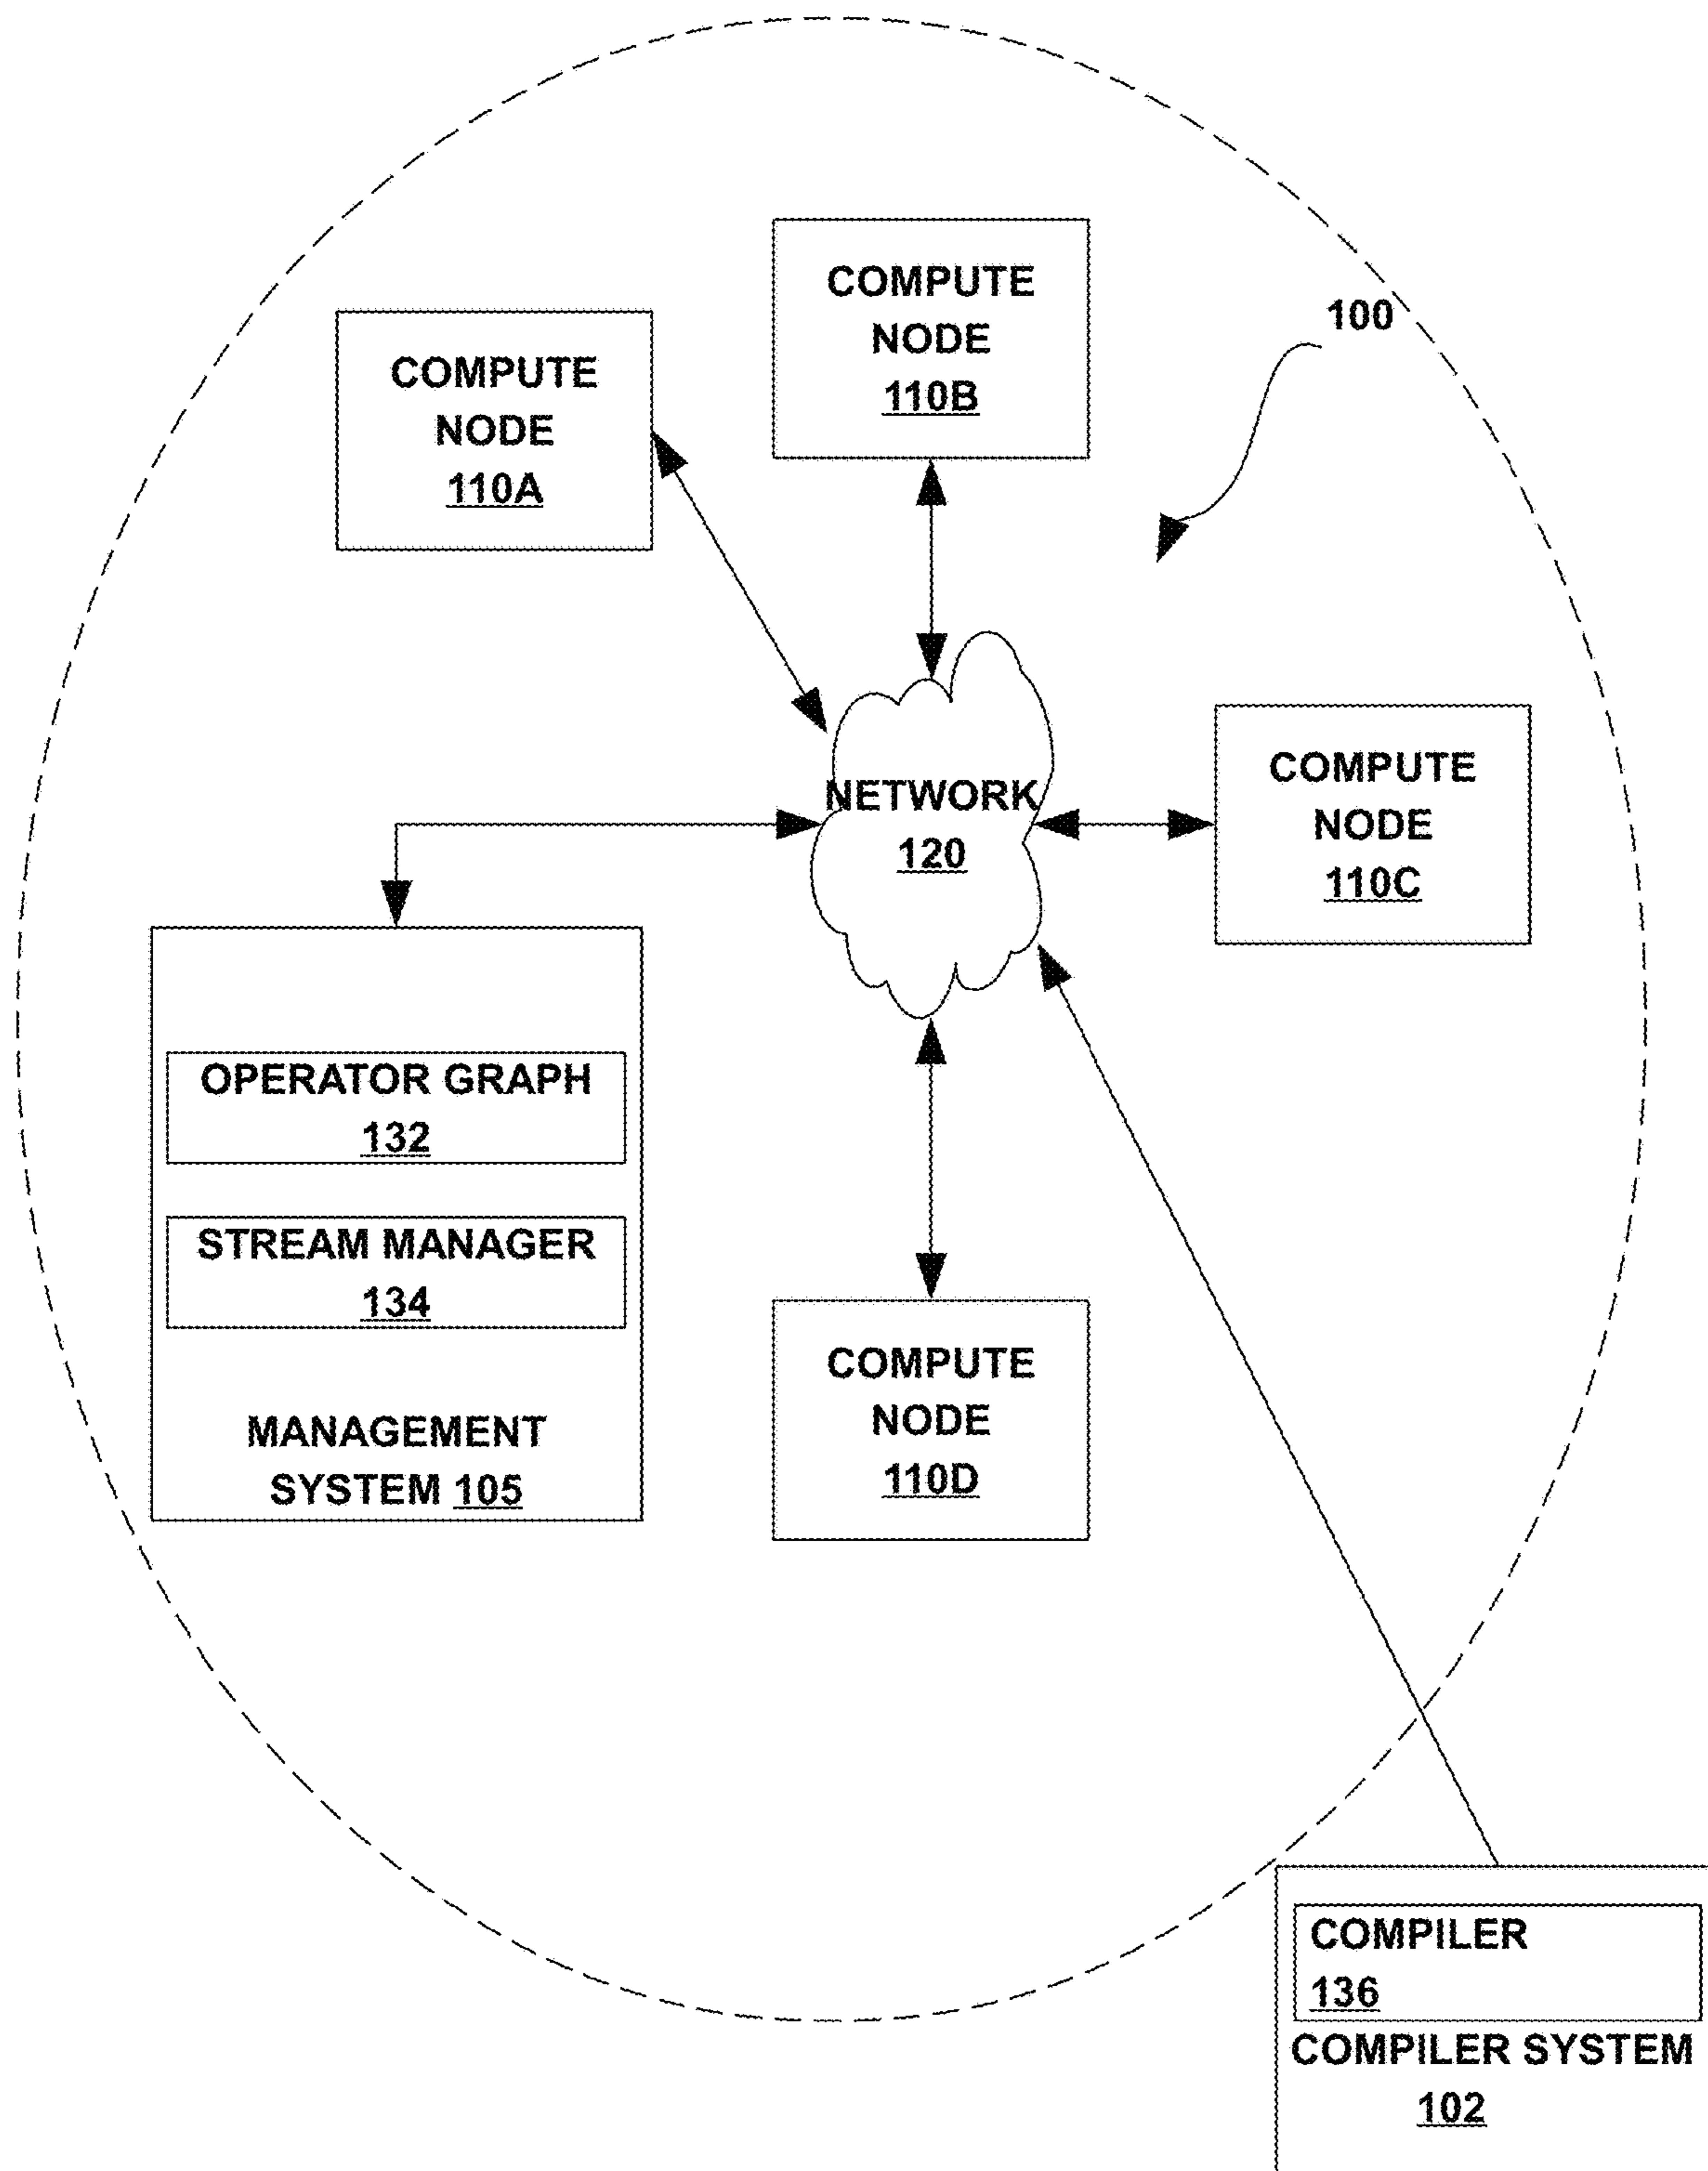 COMPUTE
NODE
110B
100
COMPUTE
NODE
110A
COMPUTE
NODE
110C
NETWORK
120
OPERATOR GRAPH
132
STREAM MANAGER
134
MANAGEMENT
SYSTEM 105
COMPUTE
NODE
110D
COMPILER
136
COMPILER SYSTEM
102